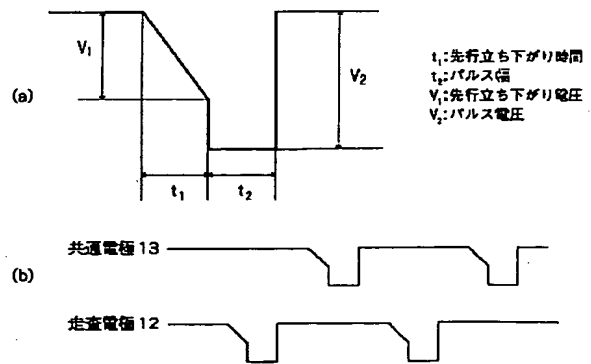 (a)
V₁
V₂
t₁
t₂
t₁:先行立ち下がり時間
t₂:パルス幅
V₁:先行立ち下がり電圧
V₂:パルス電圧
(b)
共通電極13
走査電極12